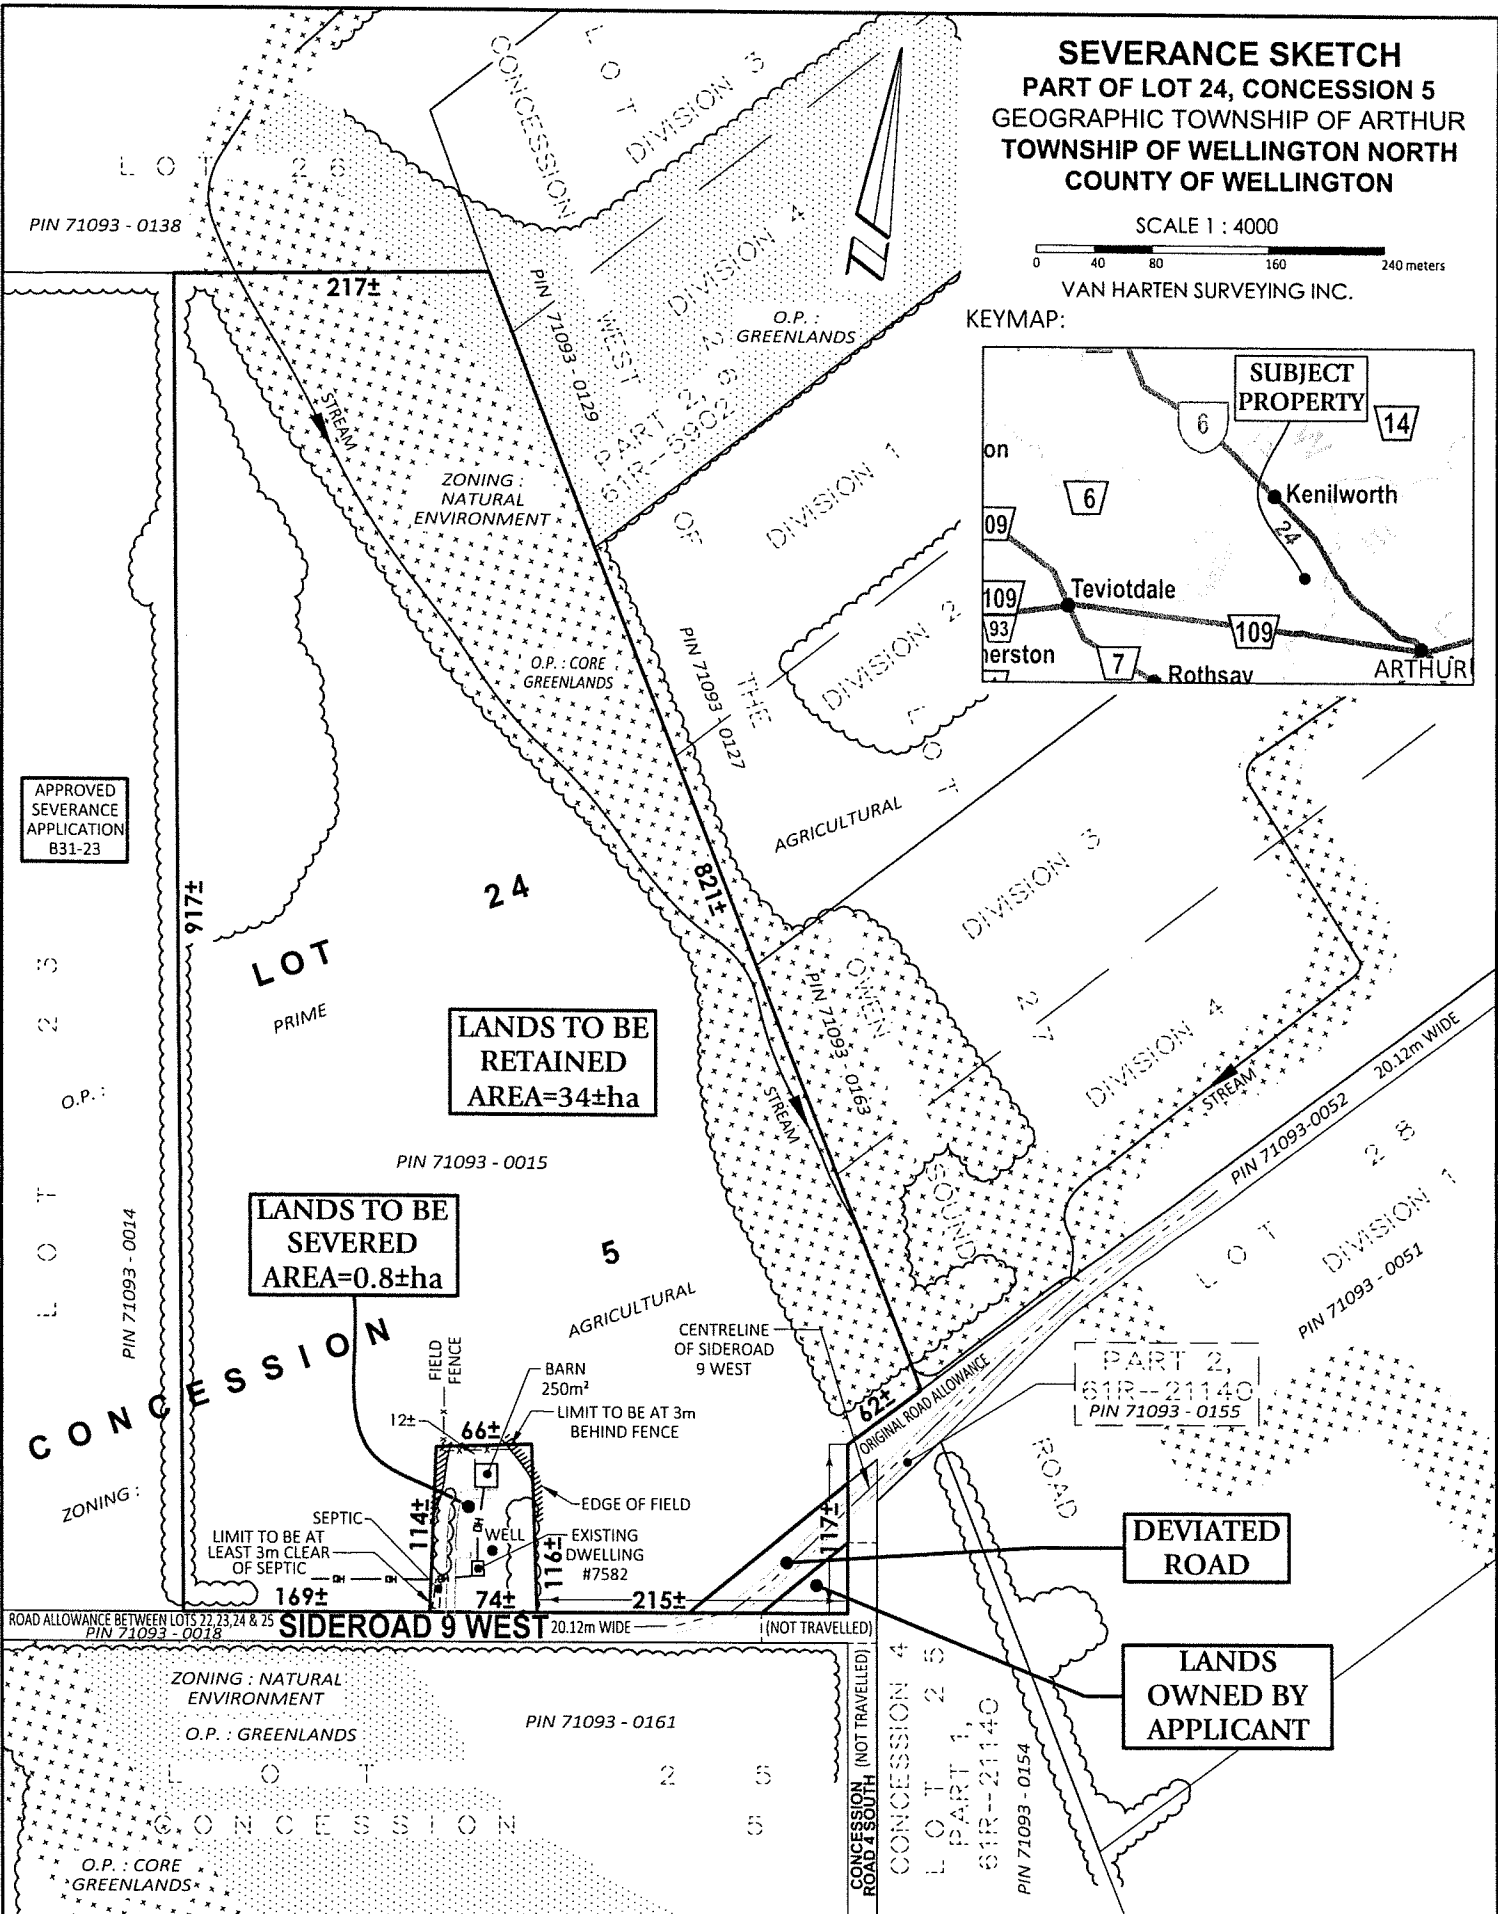 SEVERANCE SKETCH
PART OF LOT 24, CONCESSION 5
GEOGRAPHIC TOWNSHIP OF ARTHUR
TOWNSHIP OF WELLINGTON NORTH
COUNTY OF WELLINGTON
SCALE 1 : 4000
0 40 80 160 240 meters
VAN HARTEN SURVEYING INC.
KEYMAP:
SUBJECT
PROPERTY
14
6
on
6
Kenilworth
09
24
Teviotdale
109
93
109
nerston
7
Rothsay
ARTHUR
CONCESSION
LOT
DIVISION 3
LOT 26
PIN 71093 - 0138
DIVISION 4
217±
PIN 71093 - 0129
WEST
PART 2, 6
61R--5902
O.P. :
GREENLANDS
STREAM
ZONING :
NATURAL
ENVIRONMENT
OF
DIVISION 1
O.P. : CORE
GREENLANDS
PIN 71093 - 0127
THE
DIVISION 2
LOT
AGRICULTURAL
APPROVED
SEVERANCE
APPLICATION
B31-23
917±
24
821±
DIVISION 3
LOT
PRIME
LOT 23
O.P. :
OWEN
PIN 71093 - 0163
27
LANDS TO BE
RETAINED
AREA=34±ha
DIVISION 4
STREAM
20.12m WIDE
STREAM
PIN 71093-0052
PIN 71093 - 0015
28
SOUND
LOT
DIVISION 1
PIN 71093 - 0051
PIN 71093 - 0014
LANDS TO BE
SEVERED
AREA=0.8±ha
5
AGRICULTURAL
CONCESSION
ZONING :
FIELD
FENCE
BARN
250m²
CENTRELINE
OF SIDEROAD
9 WEST
PART 2,
61R--21140
PIN 71093 - 0155
12±
66±
LIMIT TO BE AT 3m
BEHIND FENCE
62±
ORIGINAL ROAD ALLOWANCE
ROAD
EDGE OF FIELD
SEPTIC
114±
WELL
LIMIT TO BE AT
LEAST 3m CLEAR
OF SEPTIC
EXISTING
DWELLING
#7582
OH
OH
OH
OH
116±
117±
DEVIATED
ROAD
169±
74±
215±
ROAD ALLOWANCE BETWEEN LOTS 22,23,24 & 25
PIN 71093 - 0018
SIDEROAD 9 WEST
20.12m WIDE
(NOT TRAVELLED)
ZONING : NATURAL
ENVIRONMENT
O.P. : GREENLANDS
PIN 71093 - 0161
LOT 25
CONCESSION 5
O.P. : CORE
GREENLANDS
CONCESSION
ROAD 4 SOUTH (NOT TRAVELLED)
CONCESSION 4
LOT 25
PART 1,
61R--21140
PIN 71093 - 0154
LANDS
OWNED BY
APPLICANT